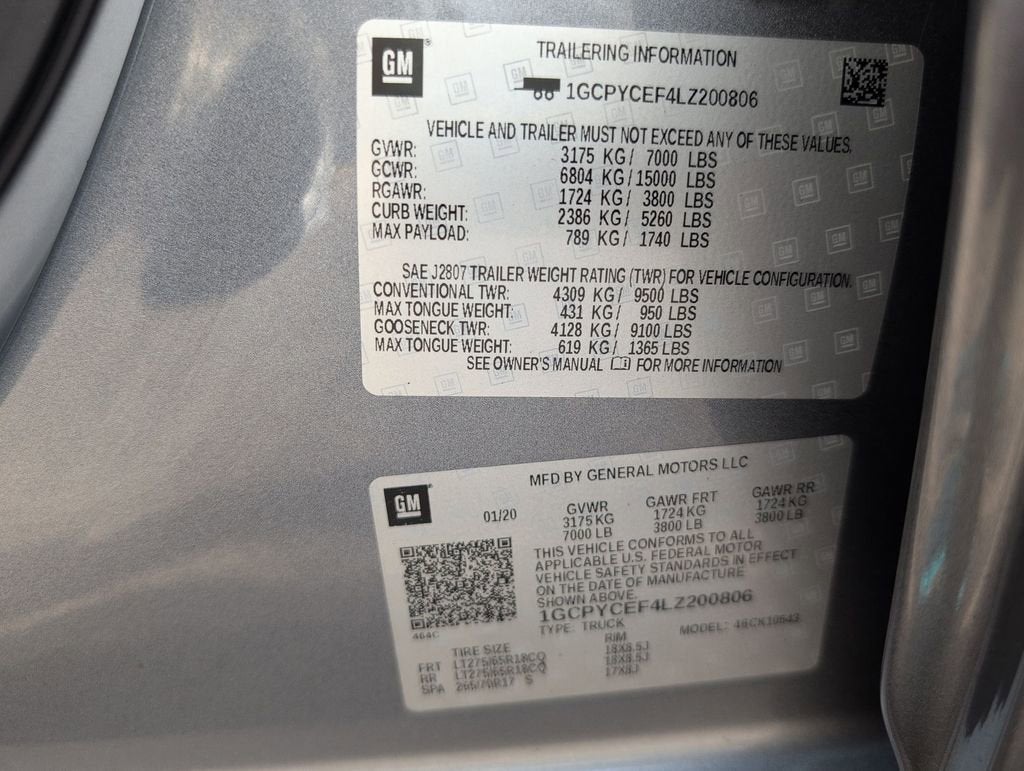 GM
TRAILERING INFORMATION
1GCPYCEF4LZ200806
VEHICLE AND TRAILER MUST NOT EXCEED ANY OF THESE VALUES.
GVWR: 3175 KG/ 7000 LBS
GCWR: 6804 KG/15000 LBS
RGAWR: 1724 KG/ 3800 LBS
CURB WEIGHT: 2386 KG/ 5260 LBS
MAX PAYLOAD: 789 KG/ 1740 LBS
SAE J2807 TRAILER WEIGHT RATING (TWR) FOR VEHICLE CONFIGURATION.
CONVENTIONAL TWR: 4309 KG/ 9500 LBS
MAX TONGUE WEIGHT: 431 KG/ 950 LBS
GOOSENECK TWR: 4128 KG/ 9100 LBS
MAX TONGUE WEIGHT: 619 KG/ 1365 LBS
SEE OWNER'S MANUAL FOR MORE INFORMATION
GM
MFD BY GENERAL MOTORS LLC
01/20 GVWR GAWR FRT GAWR RR
3175 KG 1724 KG 1724 KG
7000 LB 3800 LB 3800 LB
THIS VEHICLE CONFORMS TO ALL
APPLICABLE U.S. FEDERAL MOTOR
VEHICLE SAFETY STANDARDS IN EFFECT
ON THE DATE OF MANUFACTURE
SHOWN ABOVE.
1GCPYCEF4LZ200806
464C
TYPE: TRUCK MODEL:
TIRE SIZE RIM
FRT LT275/65R18CQ 18X8.5J
RR LT275/65R18CQ 18X8.5J
SPA 265/70R17 S 17X8J